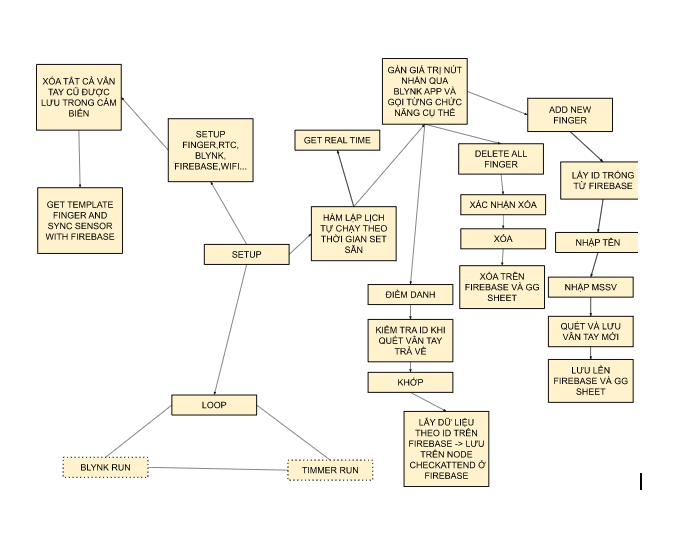 XÓA TẤT CẢ VÂN
TAY CŨ ĐƯỢC
LƯU TRONG CẢM
BIẾN
GET TEMPLATE
FINGER AND
SYNC SENSOR
WITH FIREBASE
SETUP
FINGER,RTC,
BLYNK,
FIREBASE,WIFI...
SETUP
GET REAL TIME
HÀM LẬP LỊCH
TỰ CHẠY THEO
THỜI GIAN SET
SẴN
GÁN GIÁ TRỊ NÚT
NHẤN QUA
BLYNK APP VÀ
GỌI TỪNG CHỨC
NĂNG CỤ THỂ
ADD NEW
FINGER
LẤY ID TRỐNG
TỪ FIREBASE
NHẬP TÊN
NHẬP MSSV
QUÉT VÀ LƯU
VÂN TAY MỚI
LƯU LÊN
FIREBASE VÀ GG
SHEET
DELETE ALL
FINGER
XÁC NHẬN XÓA
XÓA
XÓA TRÊN
FIREBASE VÀ GG
SHEET
ĐIỂM DANH
KIỂM TRA ID KHI
QUÉT VÂN TAY
TRẢ VỀ
KHỚP
LẤY DỮ LIỆU
THEO ID TRÊN
FIREBASE -> LƯU
TRÊN NODE
CHECKATTEND Ở
FIREBASE
LOOP
BLYNK RUN
TIMMER RUN